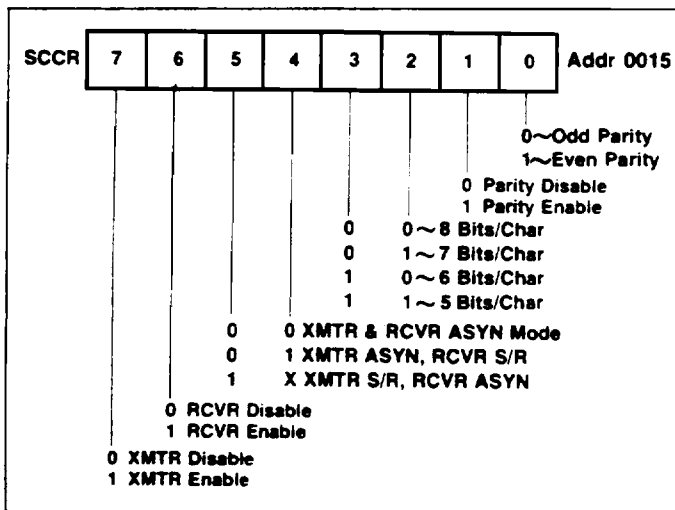 SCCR 7 6 5 4 3 2 1 0 Addr 0015
0~Odd Parity
1~Even Parity
0 Parity Disable
1 Parity Enable
0 0~8 Bits/Char
0 1~7 Bits/Char
1 0~6 Bits/Char
1 1~5 Bits/Char
0 0 XMTR & RCVR ASYN Mode
0 1 XMTR ASYN, RCVR S/R
1 X XMTR S/R, RCVR ASYN
0 RCVR Disable
1 RCVR Enable
0 XMTR Disable
1 XMTR Enable